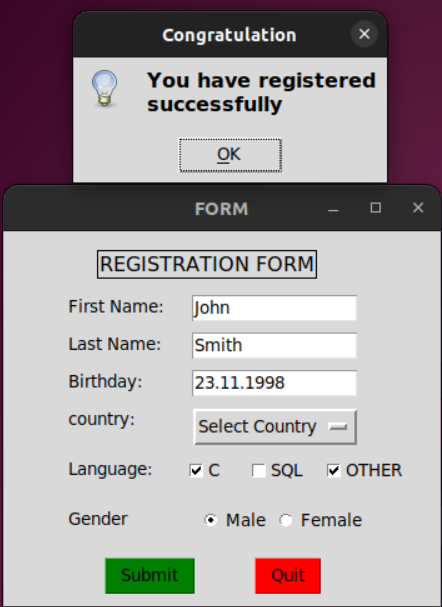 Congratulation
You have registered
successfully
OK
FORM
REGISTRATION FORM
First Name: John
Last Name: Smith
Birthday: 23.11.1998
country: Select Country
Language: C SQL OTHER
Gender Male Female
Submit Quit